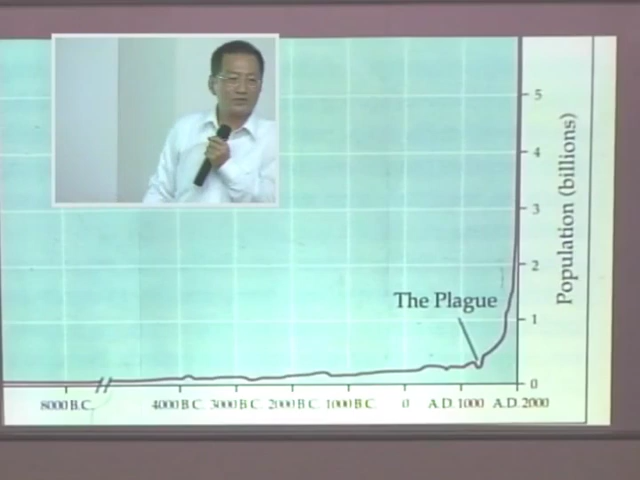 5
4
3
2
1
0
Population (billions)
The Plague
8000 B.C. 4000 B.C. 3000 B.C. 2000 B.C. 1000 B.C. 0 A.D. 1000 A.D. 2000